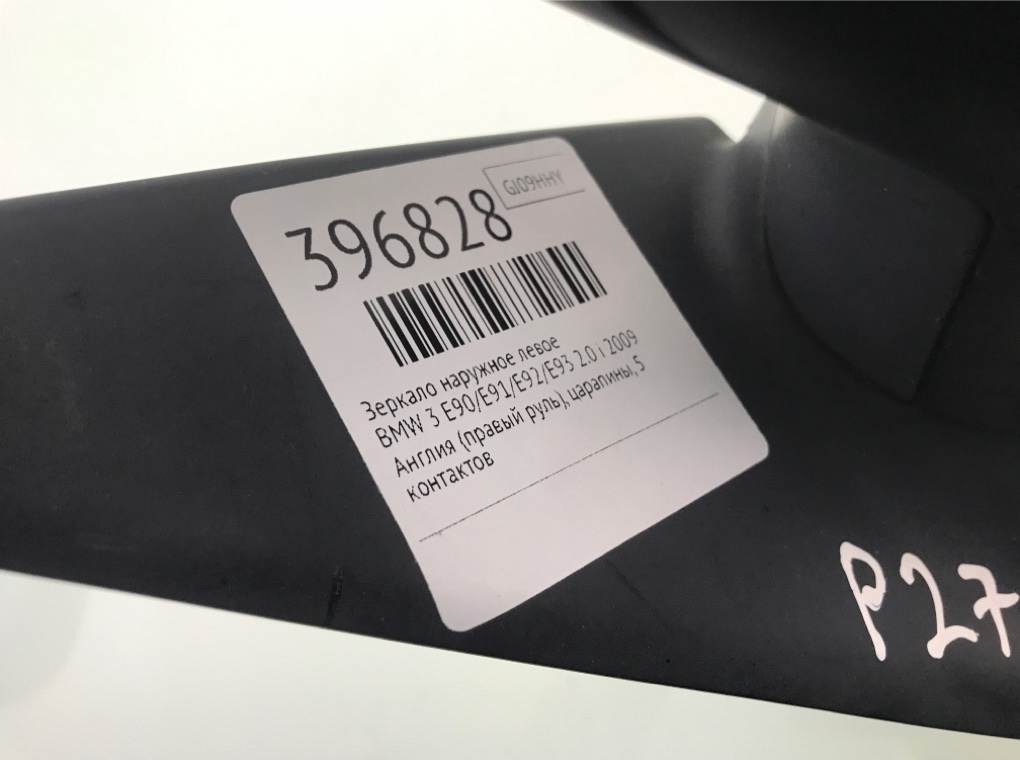 GJ09HHY
396828
Зеркало наружное левое
BMW 3 E90/E91/E92/E93 2.0 i 2009
Англия (правый руль), царапины, 5
контактов
P27